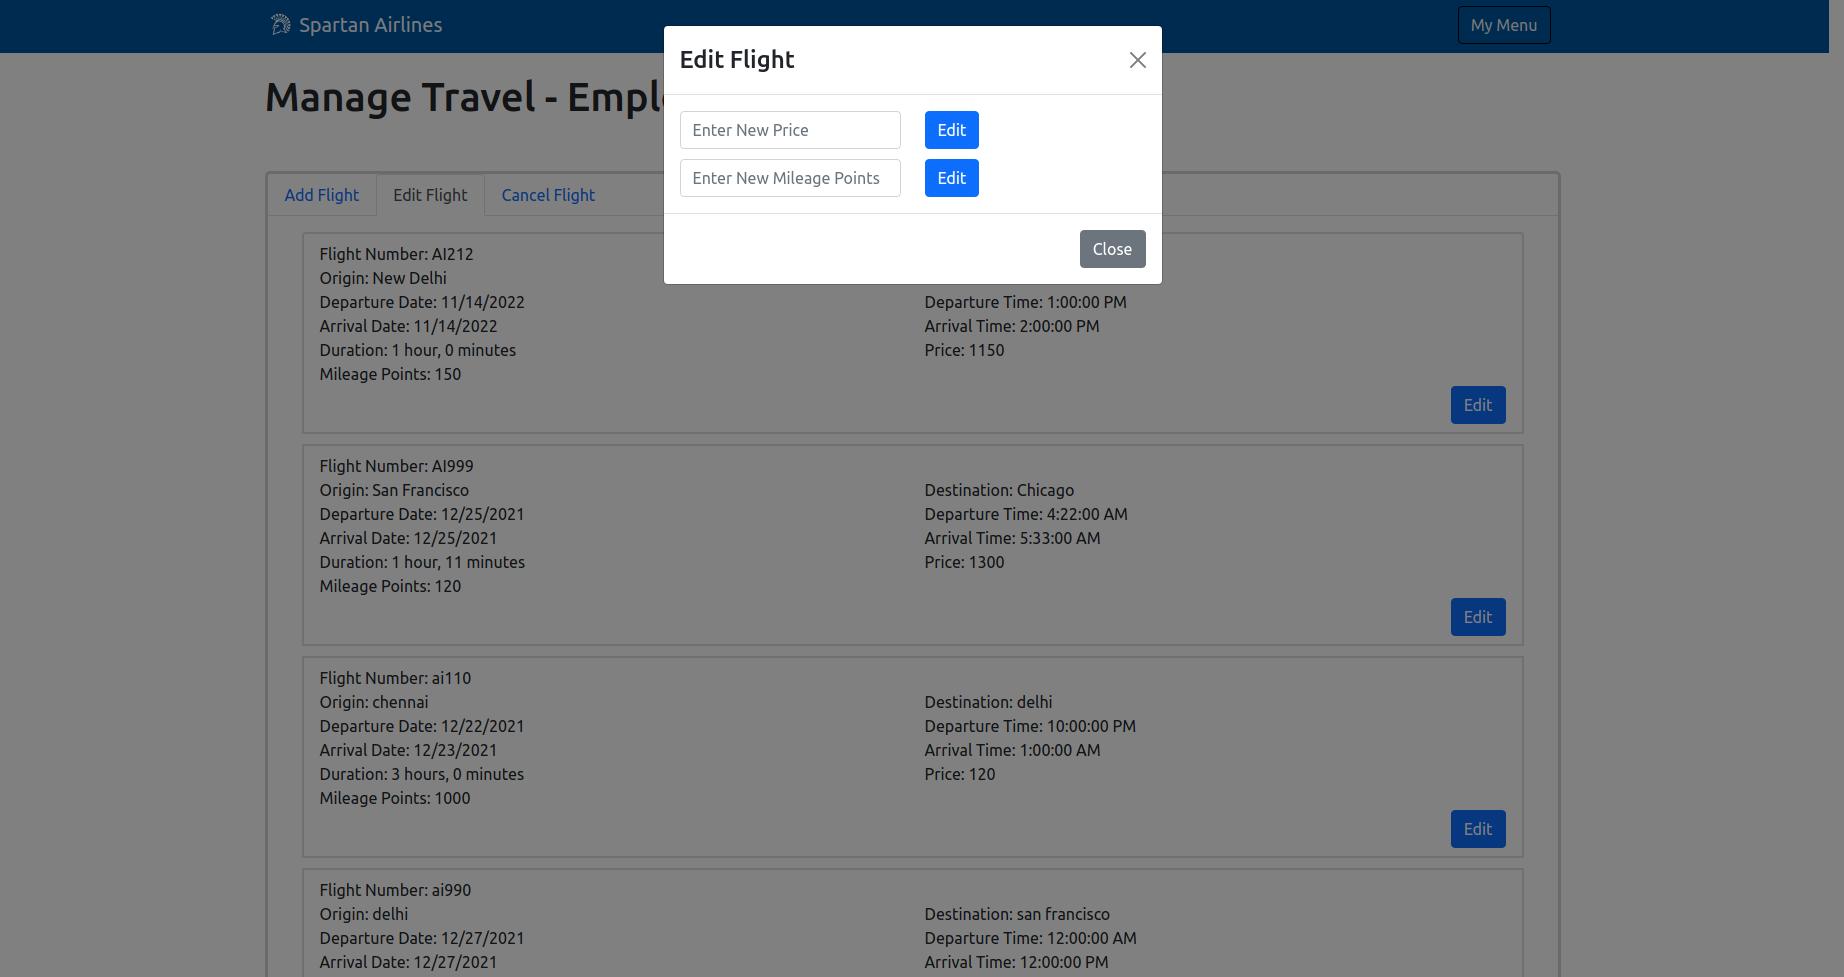 Spartan Airlines
My Menu
Manage Travel - Empl
Edit Flight
Enter New Price
Edit
Enter New Mileage Points
Edit
Close
Add Flight
Edit Flight
Cancel Flight
Flight Number: AI212
Origin: New Delhi
Departure Date: 11/14/2022
Departure Time: 1:00:00 PM
Arrival Date: 11/14/2022
Arrival Time: 2:00:00 PM
Duration: 1 hour, 0 minutes
Price: 1150
Mileage Points: 150
Edit
Flight Number: AI999
Origin: San Francisco
Destination: Chicago
Departure Date: 12/25/2021
Departure Time: 4:22:00 AM
Arrival Date: 12/25/2021
Arrival Time: 5:33:00 AM
Duration: 1 hour, 11 minutes
Price: 1300
Mileage Points: 120
Edit
Flight Number: ai110
Origin: chennai
Destination: delhi
Departure Date: 12/22/2021
Departure Time: 10:00:00 PM
Arrival Date: 12/23/2021
Arrival Time: 1:00:00 AM
Duration: 3 hours, 0 minutes
Price: 120
Mileage Points: 1000
Edit
Flight Number: ai990
Origin: delhi
Destination: san francisco
Departure Date: 12/27/2021
Departure Time: 12:00:00 AM
Arrival Date: 12/27/2021
Arrival Time: 12:00:00 PM